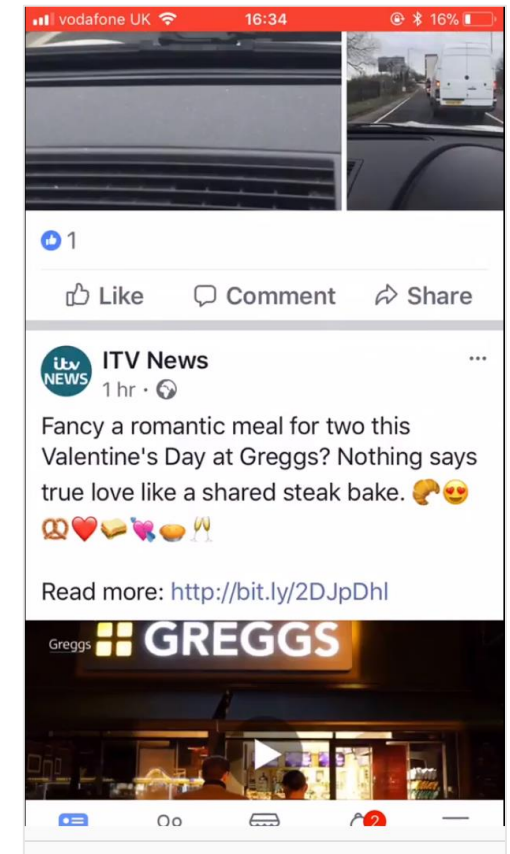 vodafone UK 16:34 16%
1
Like Comment Share
itv NEWS
ITV News
1 hr ·
Fancy a romantic meal for two this
Valentine's Day at Greggs? Nothing says
true love like a shared steak bake. 🥐😍
🥨❤️🥪💘🥧🥂
Read more: http://bit.ly/2DJpDhl
Greggs GREGGS
2